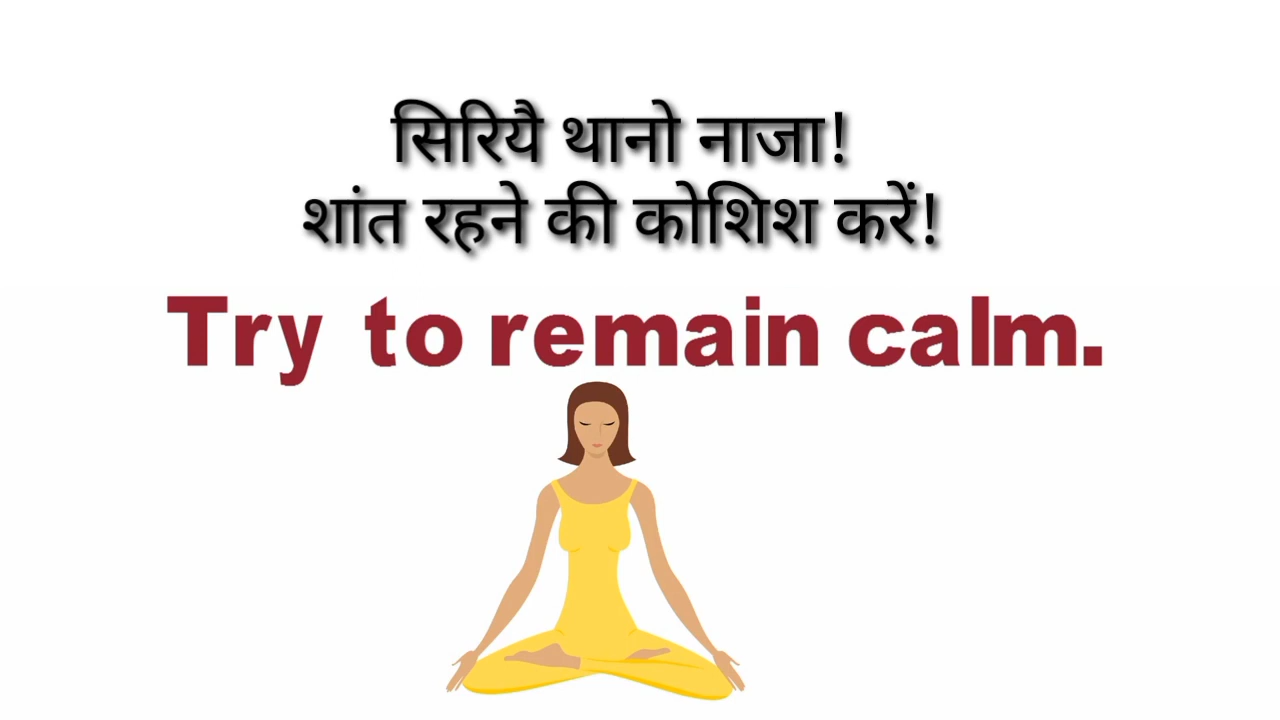 सिरियै थानो नाजा!
शांत रहने की कोशिश करें!
Try to remain calm.